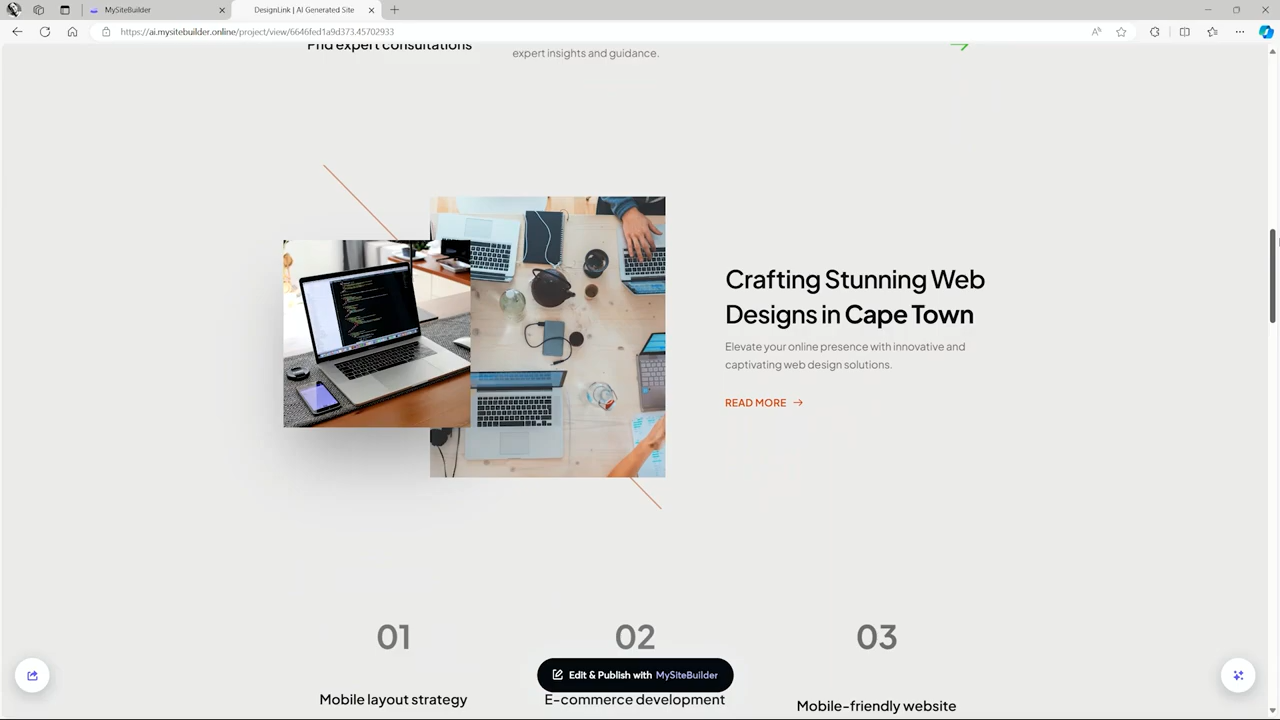 MySiteBuilder
DesignLink | AI Generated Site
https://ai.mysitebuilder.online/project/view/6646fed1a9d373.45702933
Find expert consultations
expert insights and guidance.
Crafting Stunning Web
Designs in Cape Town
Elevate your online presence with innovative and
captivating web design solutions.
READ MORE
01
02
03
Edit & Publish with MySiteBuilder
Mobile layout strategy
E-commerce development
Mobile-friendly website